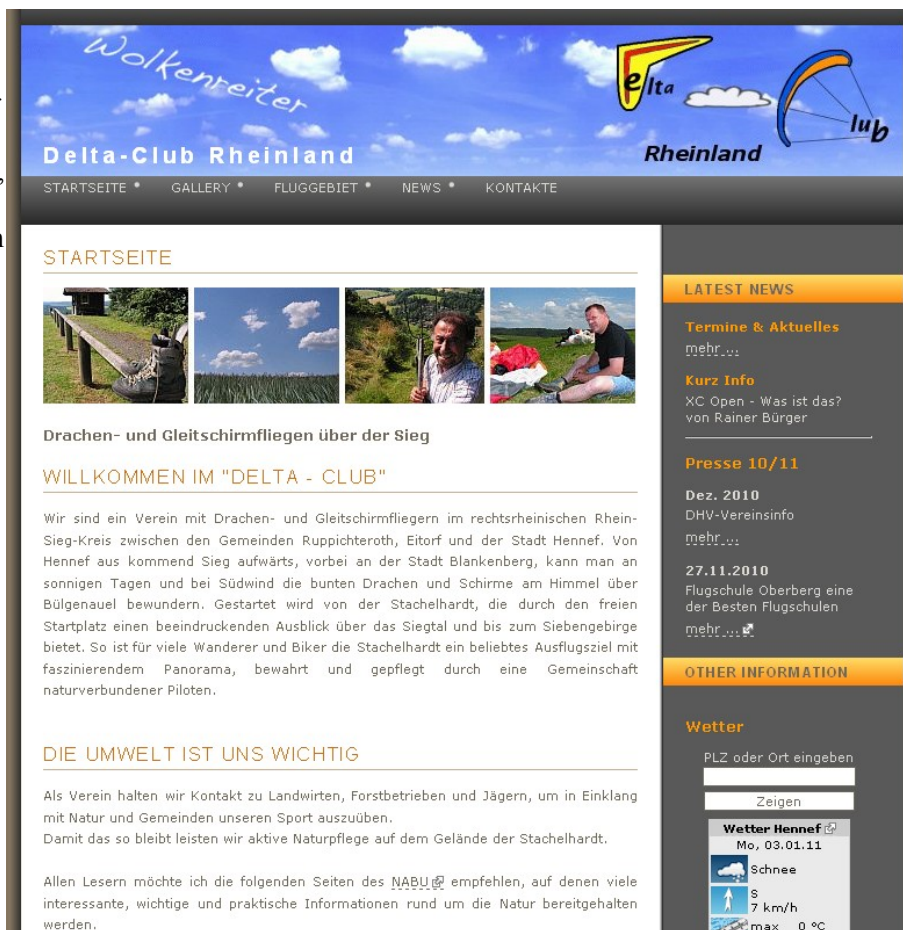 Wolkenreiter
elta
lub
Delta-Club Rheinland
Rheinland
STARTSEITE
GALLERY
FLUGGEBIET
NEWS
KONTAKTE
STARTSEITE
Drachen- und Gleitschirmfliegen über der Sieg
WILLKOMMEN IM "DELTA - CLUB"
Wir sind ein Verein mit Drachen- und Gleitschirmfliegern im rechtsrheinischen Rhein-
Sieg-Kreis zwischen den Gemeinden Ruppichteroth, Eitorf und der Stadt Hennef. Von
Hennef aus kommend Sieg aufwärts, vorbei an der Stadt Blankenberg, kann man an
sonnigen Tagen und bei Südwind die bunten Drachen und Schirme am Himmel über
Bülgenauel bewundern. Gestartet wird von der Stachelhardt, die durch den freien
Startplatz einen beeindruckenden Ausblick über das Siegtal und bis zum Siebengebirge
bietet. So ist für viele Wanderer und Biker die Stachelhardt ein beliebtes Ausflugsziel mit
faszinierendem Panorama, bewahrt und gepflegt durch eine Gemeinschaft
naturverbundener Piloten.
DIE UMWELT IST UNS WICHTIG
Als Verein halten wir Kontakt zu Landwirten, Forstbetrieben und Jägern, um in Einklang
mit Natur und Gemeinden unseren Sport auszuüben.
Damit das so bleibt leisten wir aktive Naturpflege auf dem Gelände der Stachelhardt.
Allen Lesern möchte ich die folgenden Seiten des NABU empfehlen, auf denen viele
interessante, wichtige und praktische Informationen rund um die Natur bereitgehalten
werden.
LATEST NEWS
Termine & Aktuelles
mehr ...
Kurz Info
XC Open - Was ist das?
von Rainer Bürger
Presse 10/11
Dez. 2010
DHV-Vereinsinfo
mehr ...
27.11.2010
Flugschule Oberberg eine
der Besten Flugschulen
mehr ...
OTHER INFORMATION
Wetter
PLZ oder Ort eingeben
Zeigen
Wetter Hennef
Mo, 03.01.11
Schnee
S
7 km/h
max 0 °C